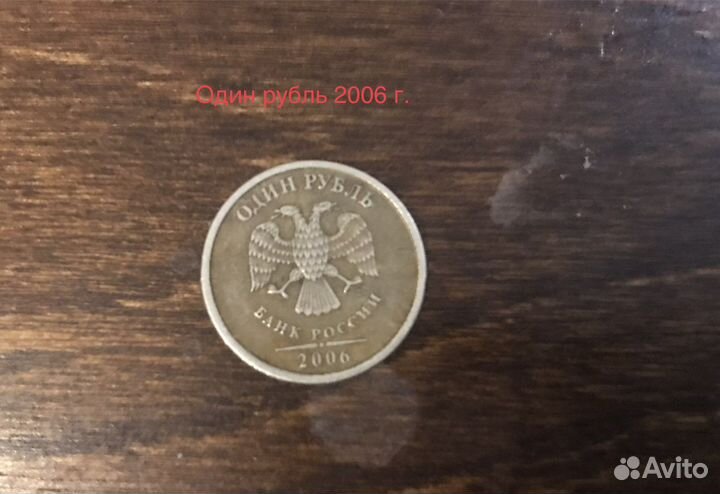 Один рубль 2006 г.
ОДИН РУБЛЬ
БАНК РОССИИ
2006
Avito